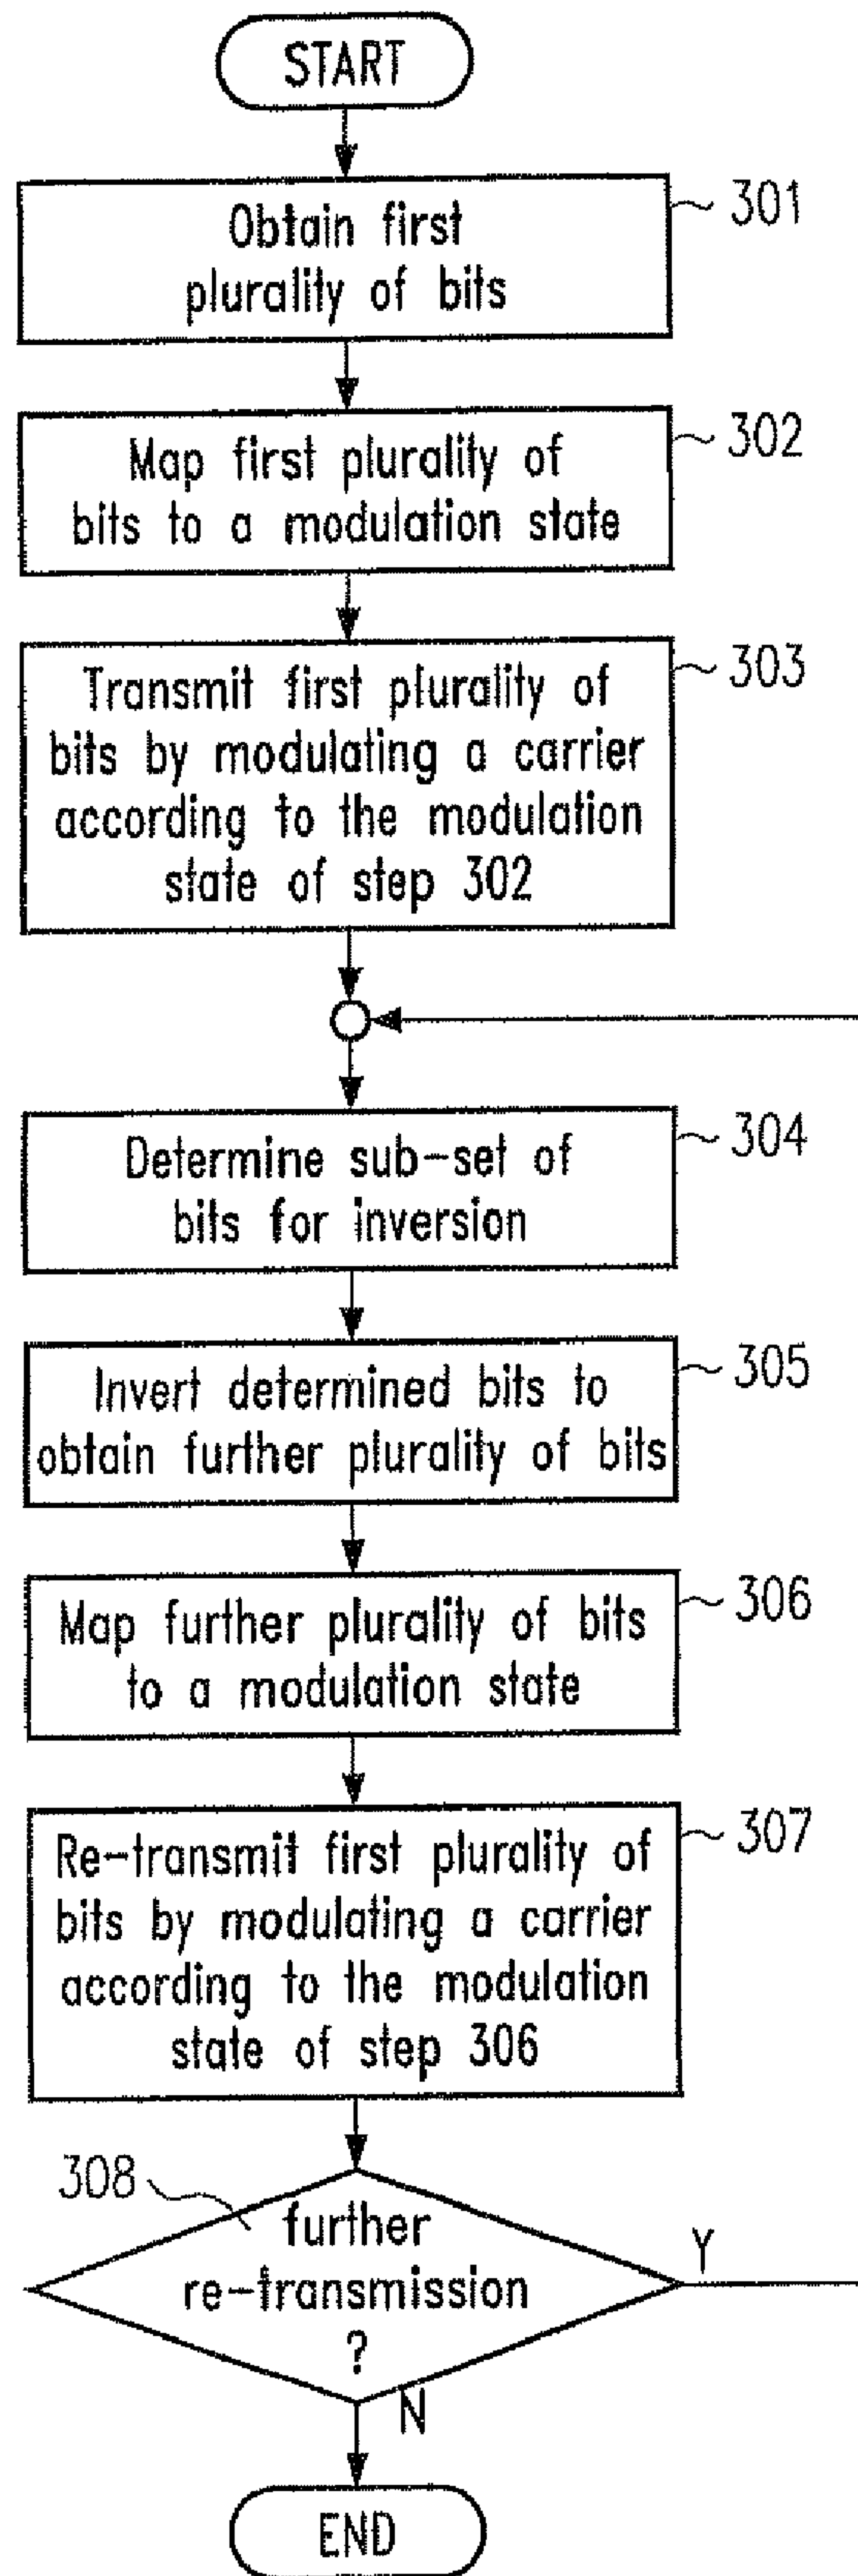 START
301
Obtain first
plurality of bits
302
Map first plurality of
bits to a modulation state
303
Transmit first plurality of
bits by modulating a carrier
according to the modulation
state of step 302
304
Determine sub-set of
bits for inversion
305
Invert determined bits to
obtain further plurality of bits
306
Map further plurality of bits
to a modulation state
307
Re-transmit first plurality of
bits by modulating a carrier
according to the modulation
state of step 306
308
further
re-transmission
?
Y
N
END